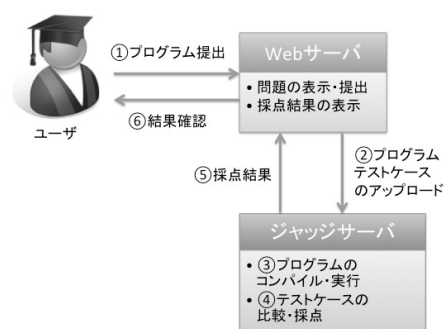 ①プログラム提出
Webサーバ
• 問題の表示・提出
• 採点結果の表示
⑥結果確認
ユーザ
②プログラム
テストケース
のアップロード
⑤採点結果
ジャッジサーバ
• ③プログラムの
コンパイル・実行
• ④テストケースの
比較・採点